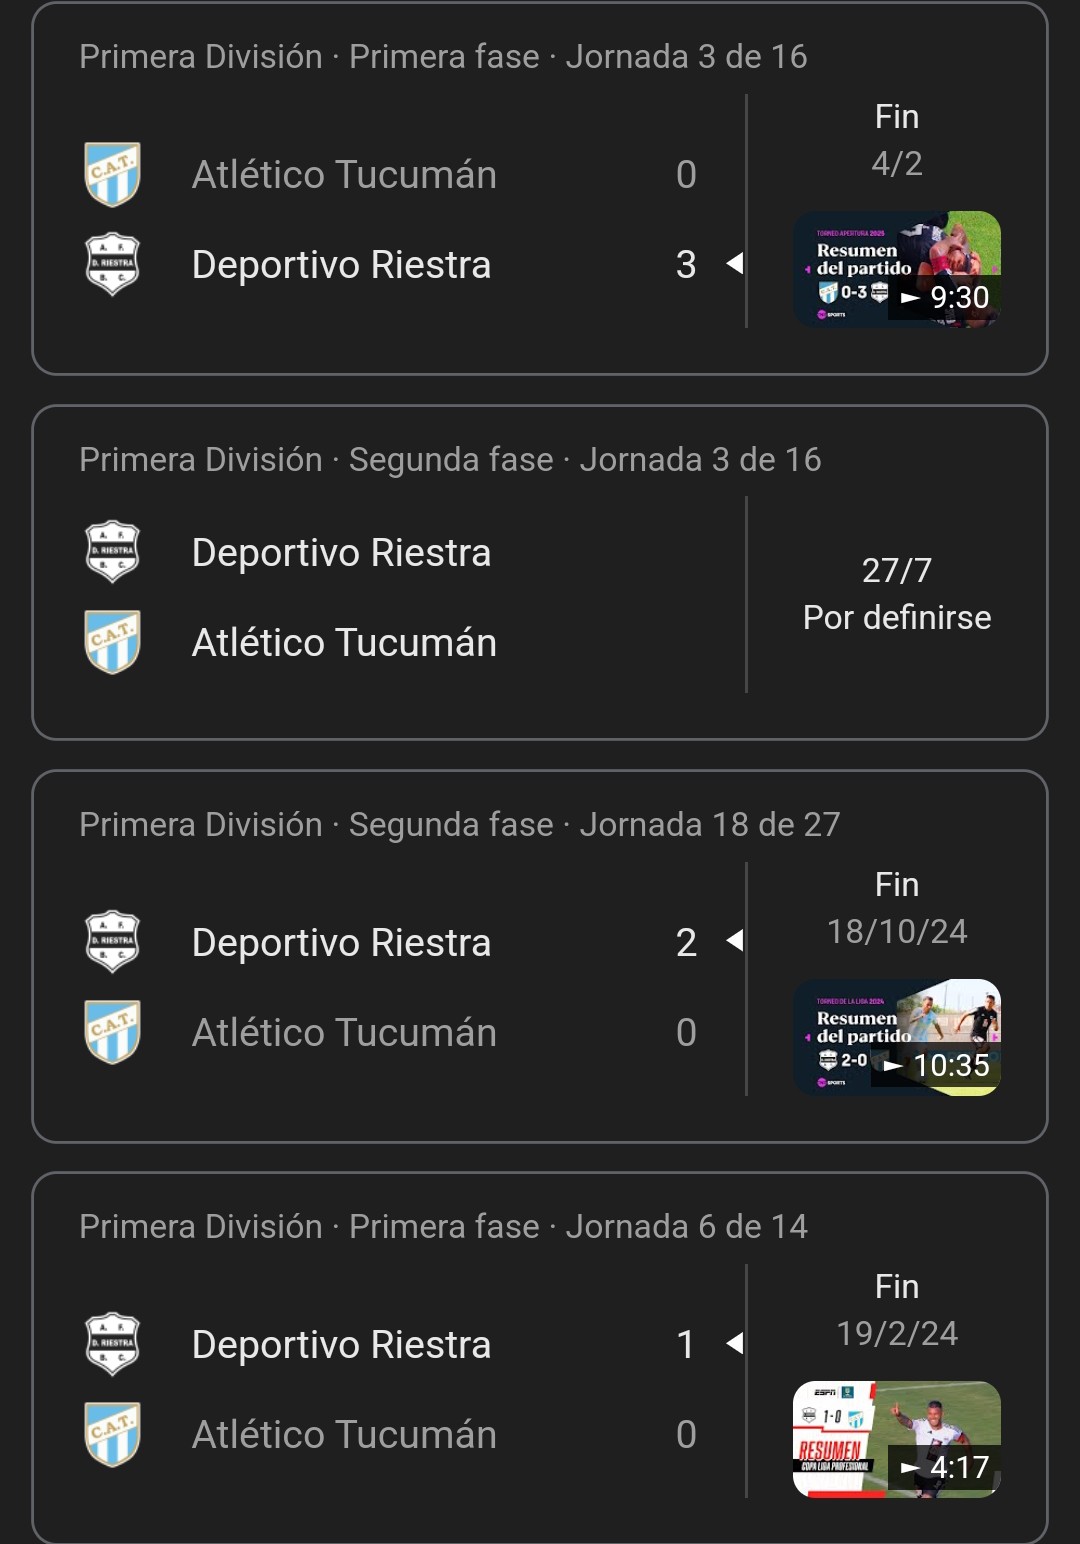 Primera División · Primera fase · Jornada 3 de 16
Fin
4/2
C.A.T.
Atlético Tucumán 0
A. F.
D. RIESTRA
B. C.
Deportivo Riestra 3
TORNEO APERTURA 2025
Resumen
del partido
0-3
SPORTS
9:30
Primera División · Segunda fase · Jornada 3 de 16
A. F.
D. RIESTRA
B. C.
Deportivo Riestra
C.A.T.
Atlético Tucumán
27/7
Por definirse
Primera División · Segunda fase · Jornada 18 de 27
Fin
18/10/24
A. F.
D. RIESTRA
B. C.
Deportivo Riestra 2
C.A.T.
Atlético Tucumán 0
TORNEO DE LA LIGA 2024
Resumen
del partido
2-0
SPORTS
10:35
Primera División · Primera fase · Jornada 6 de 14
Fin
19/2/24
A. F.
D. RIESTRA
B. C.
Deportivo Riestra 1
C.A.T.
Atlético Tucumán 0
ESPN
1-0
RESUMEN
COPA LIGA PROFESIONAL
4:17